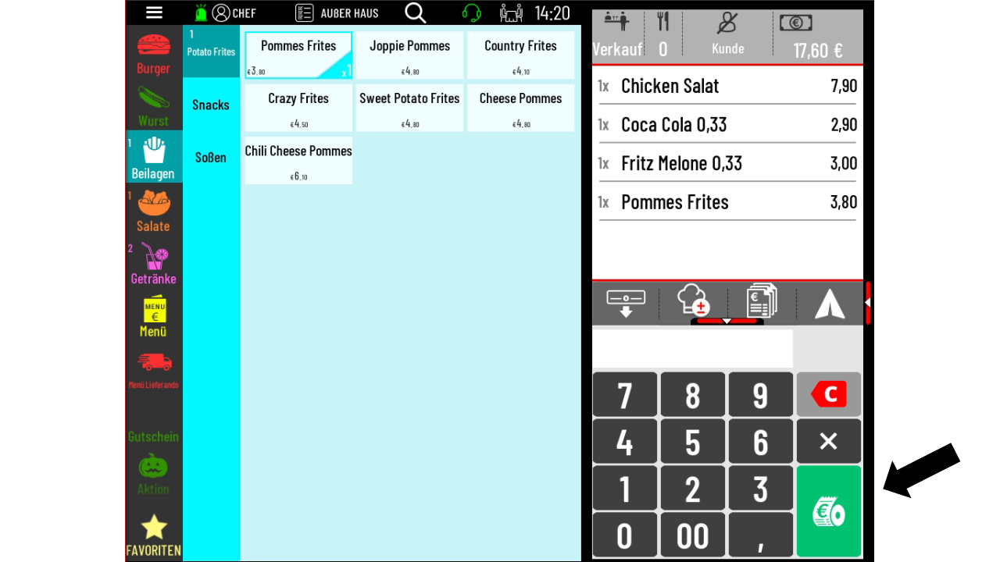 CHEF
AUßER HAUS
14:20
Burger
Wurst
1
Beilagen
1
Salate
2
Getränke
MENU
€
Menü
Menü Lieferando
Gutschein
Aktion
FAVORITEN
1
Potato Frites
Snacks
Soßen
Pommes Frites
€3,80
x1
Joppie Pommes
€4,80
Country Frites
€4,10
Crazy Frites
€4,50
Sweet Potato Frites
€4,80
Cheese Pommes
€4,80
Chili Cheese Pommes
€6,10
Verkauf
0
Kunde
€
17,60 €
1x Chicken Salat 7,90
1x Coca Cola 0,33 2,90
1x Fritz Melone 0,33 3,00
1x Pommes Frites 3,80
±
€
7 8 9 C
4 5 6 ×
1 2 3
€
0 00 ,